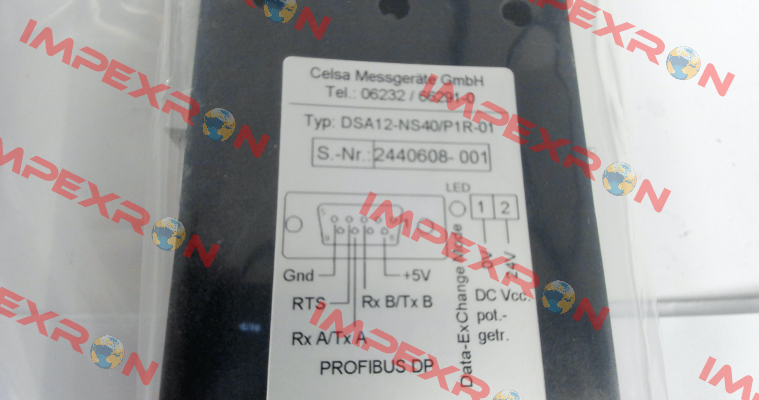 Celsa Messgeräte GmbH
Tel.: 06232 / 66291-0
Typ: DSA12-NS40/P1R-01
S.-Nr.: 2440608- 001
LED
1 2
0V
24V
Data-ExChange Mode
Gnd
+5V
RTS
Rx B/Tx B
Rx A/Tx A
DC Vcc.
pot.-
getr.
PROFIBUS DP
IMPEXRON
IMPEXRON
IMPEXRON
IMPEXRON
IMPEXRON
IMPEXRON
IMPEXRON